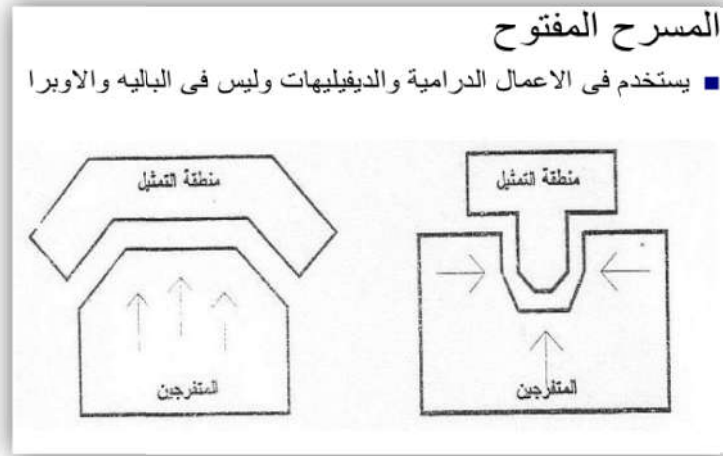 المسرح المفتوح
يستخدم فى الاعمال الدرامية والديفيليهات وليس فى الباليه والاوبرا
منطقة التمثيل
منطقة التمثيل
المتفرجين
المتفرجين